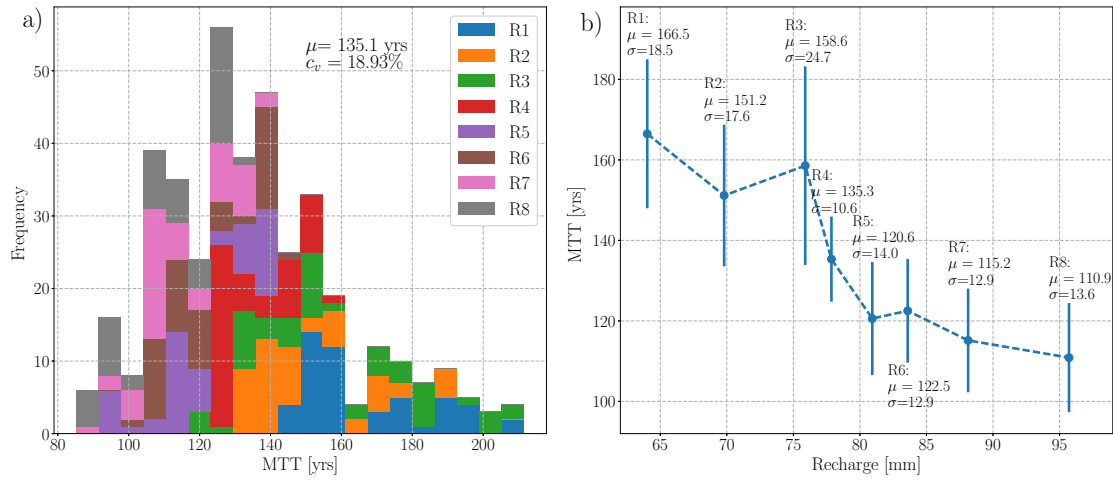 a)
μ= 135.1 yrs
c_v = 18.93%
R1
R2
R3
R4
R5
R6
R7
R8
Frequency
0
10
20
30
40
50
80 100 120 140 160 180 200
MTT [yrs]
b)
R1:
μ = 166.5
σ=18.5
R2:
μ = 151.2
σ=17.6
R3:
μ = 158.6
σ=24.7
R4:
μ = 135.3
σ=10.6
R5:
μ = 120.6
σ=14.0
R6:
μ = 122.5
σ=12.9
R7:
μ = 115.2
σ=12.9
R8:
μ = 110.9
σ=13.6
MTT [yrs]
100
120
140
160
180
65 70 75 80 85 90 95
Recharge [mm]